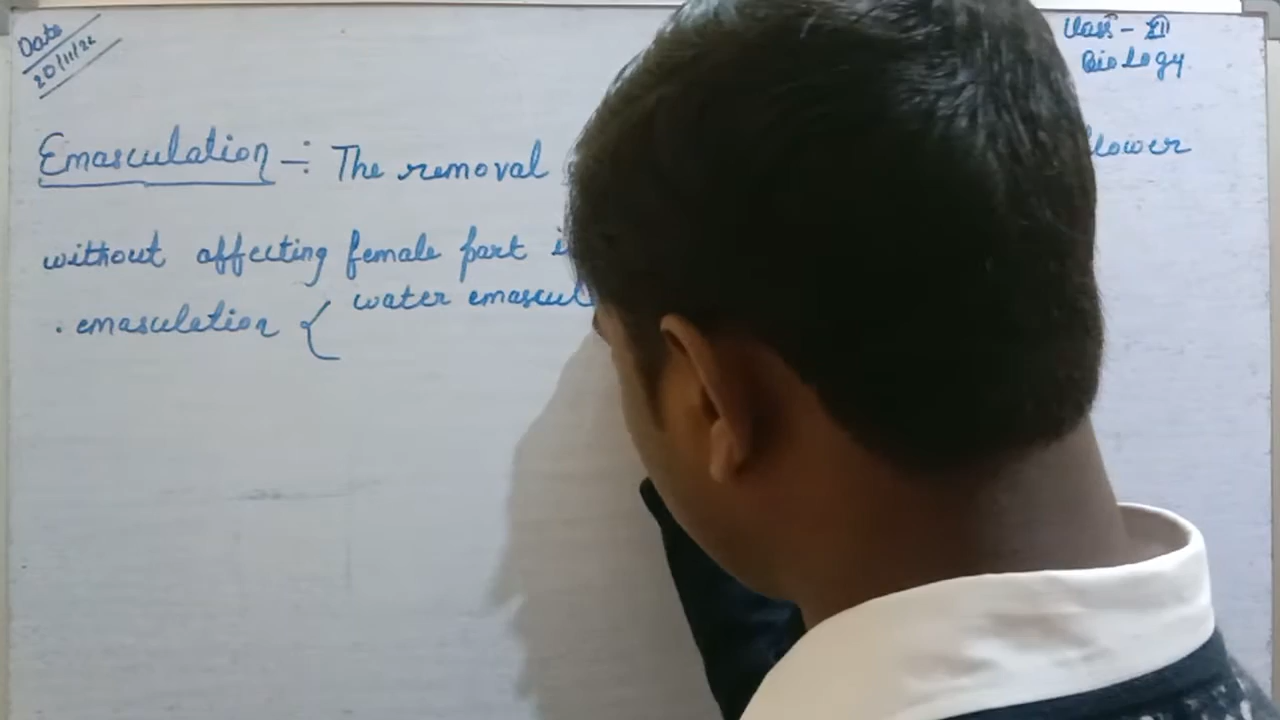 Date
20/11/22
Class - XII
Biology
Emasculation -: The removal lower
without affecting female part
. emasculation { water emascul